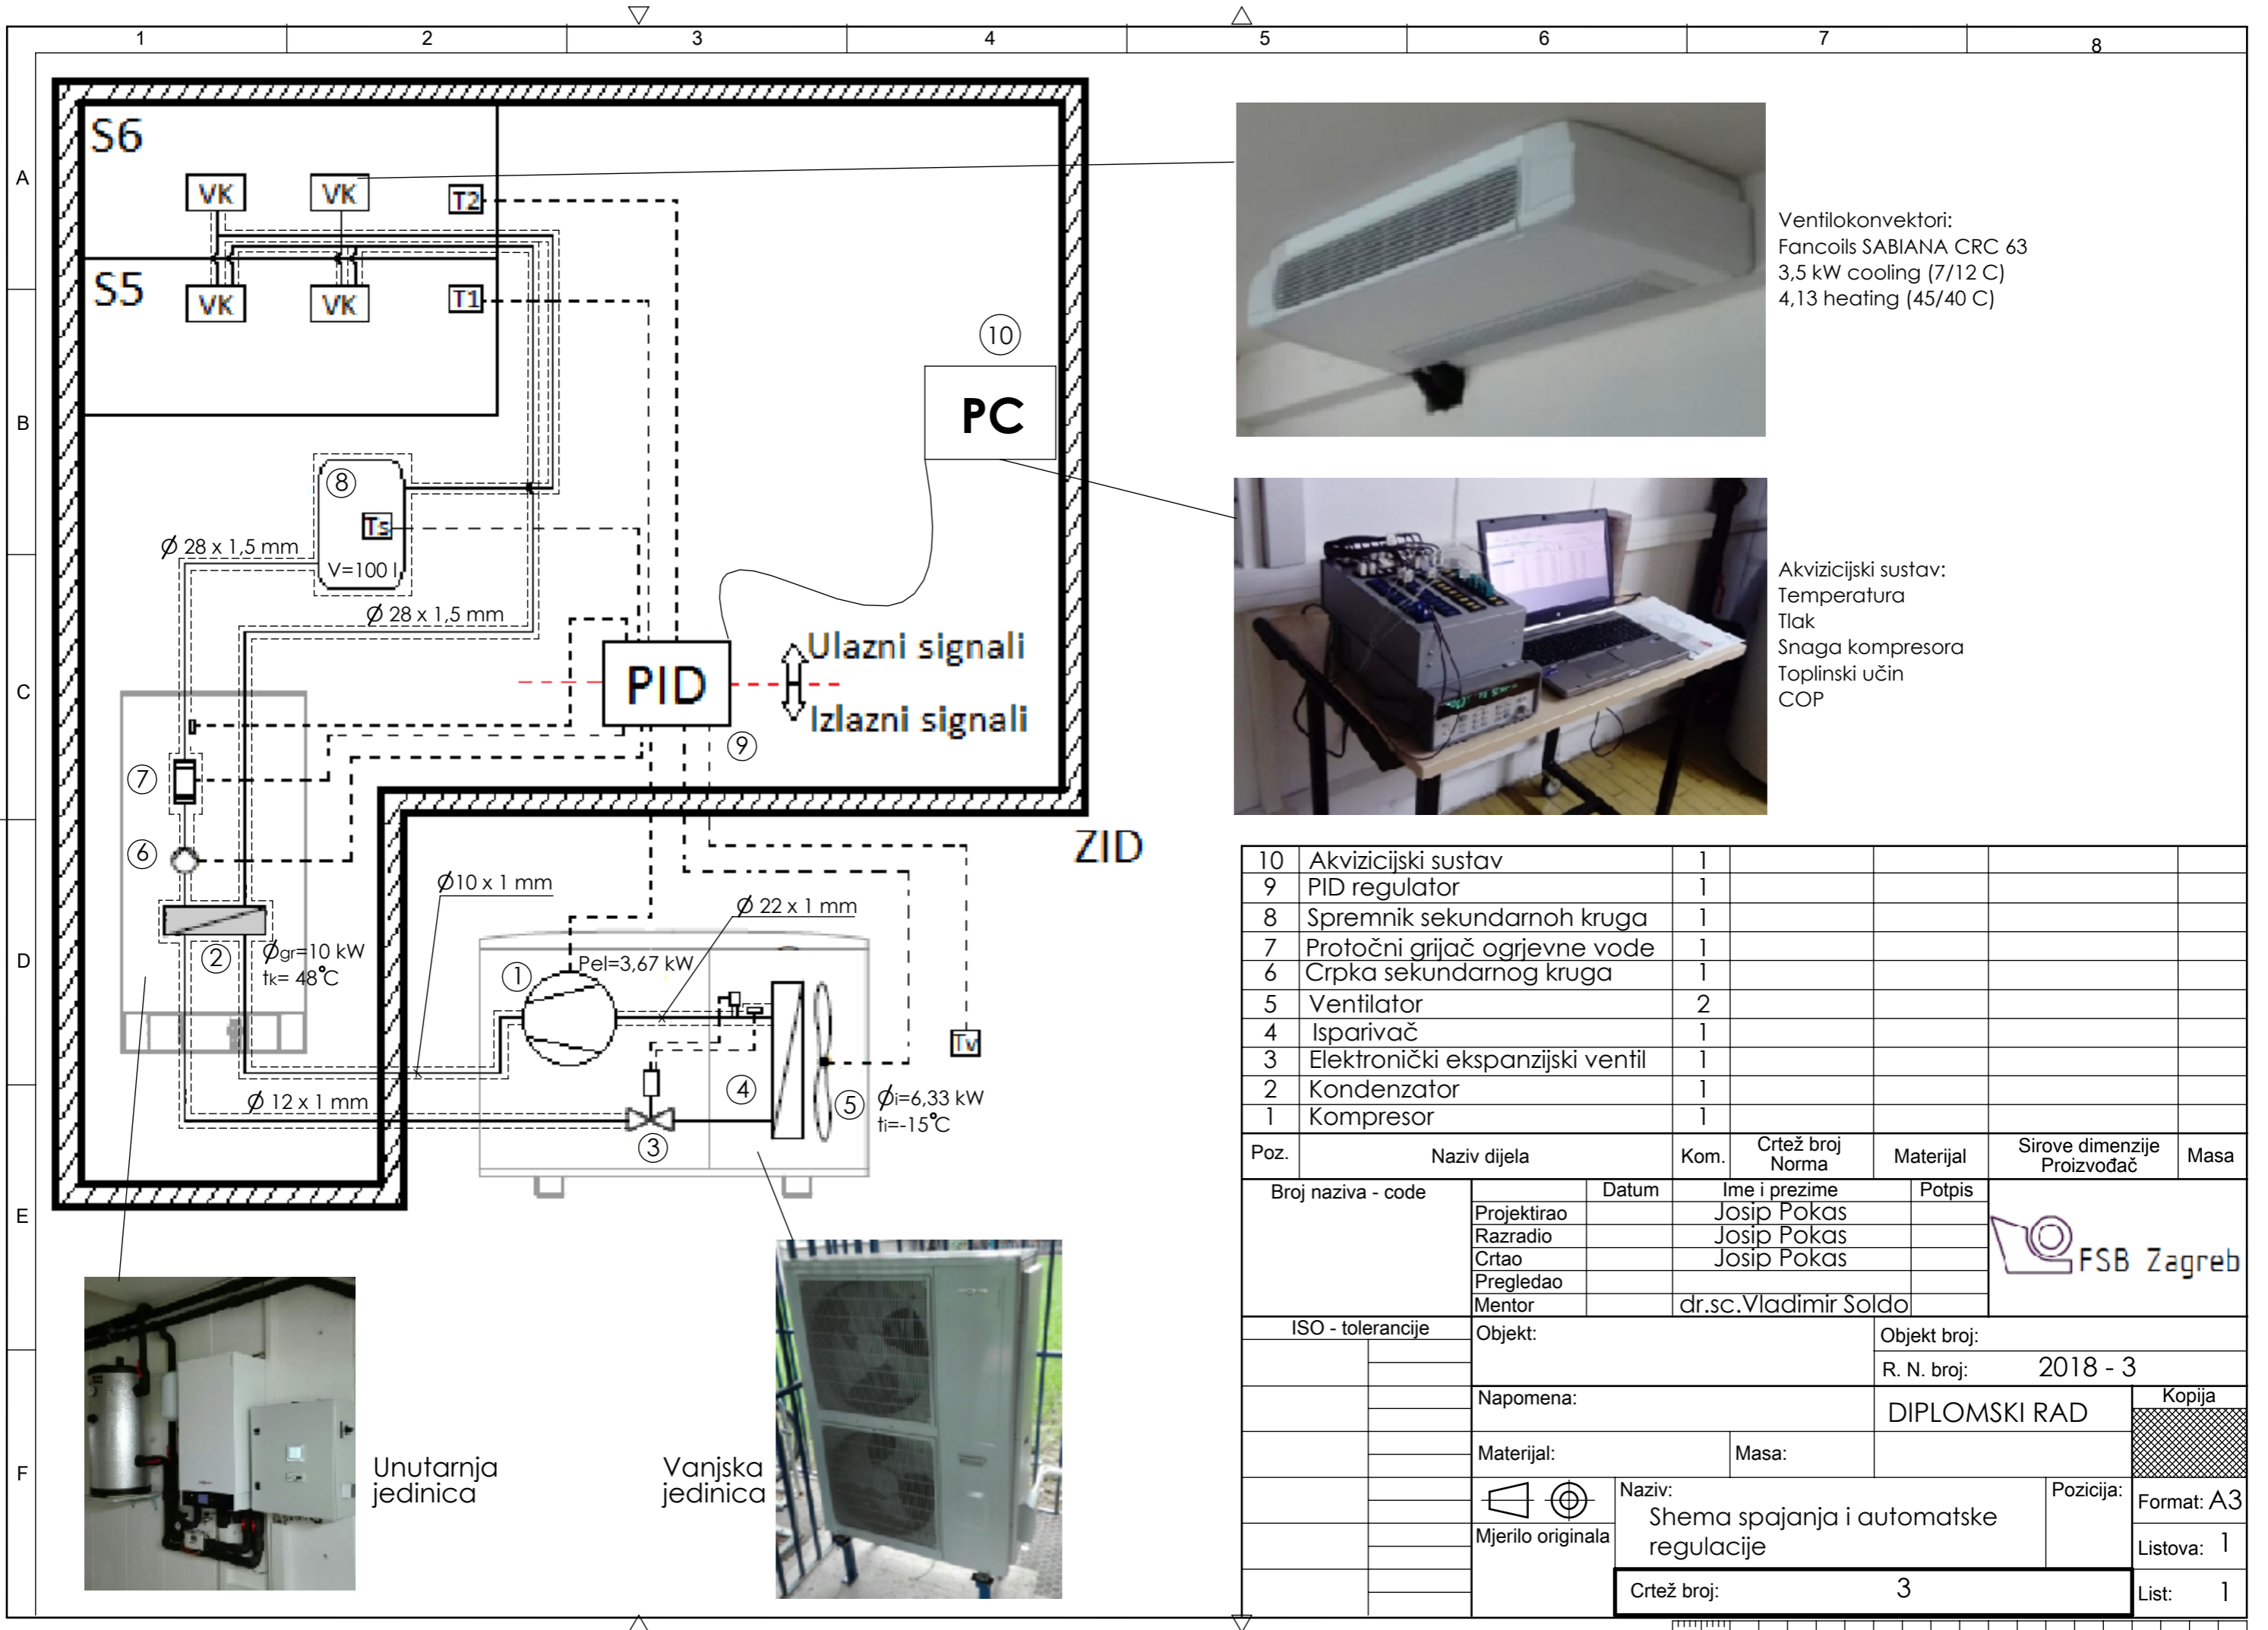 1 2 3 4 5 6 7 8
A
B
C
D
E
F
S6
VK VK T2
S5
VK VK T1
10
PC
8
Ts
V=100 l
Ø 28 x 1,5 mm
Ø 28 x 1,5 mm
PID
Ulazni signali
Izlazni signali
9
7
6
2
Øgr=10 kW
tk= 48°C
ZID
Ø10 x 1 mm
Ø 22 x 1 mm
1
Pel=3,67 kW
Tv
4
5
Øi=6,33 kW
ti=-15°C
Ø 12 x 1 mm
3
Unutarnja
jedinica
Vanjska
jedinica
Ventilokonvektori:
Fancoils SABIANA CRC 63
3,5 kW cooling (7/12 C)
4,13 heating (45/40 C)
Akvizicijski sustav:
Temperatura
Tlak
Snaga kompresora
Toplinski učin
COP
10 Akvizicijski sustav 1
9 PID regulator 1
8 Spremnik sekundarnoh kruga 1
7 Protočni grijač ogrjevne vode 1
6 Crpka sekundarnog kruga 1
5 Ventilator 2
4 Isparivač 1
3 Elektronički ekspanzijski ventil 1
2 Kondenzator 1
1 Kompresor 1
Poz. Naziv dijela Kom. Crtež broj Norma Materijal Sirove dimenzije Proizvođač Masa
Broj naziva - code
Datum Ime i prezime Potpis
Projektirao Josip Pokas
Razradio Josip Pokas
Crtao Josip Pokas
Pregledao
Mentor dr.sc.Vladimir Soldo
FSB Zagreb
ISO - tolerancije
Objekt:
Objekt broj:
R. N. broj: 2018 - 3
Napomena:
DIPLOMSKI RAD
Kopija
Materijal:
Masa:
Naziv:
Shema spajanja i automatske
regulacije
Pozicija:
Format: A3
Mjerilo originala
Listova: 1
Crtež broj: 3
List: 1